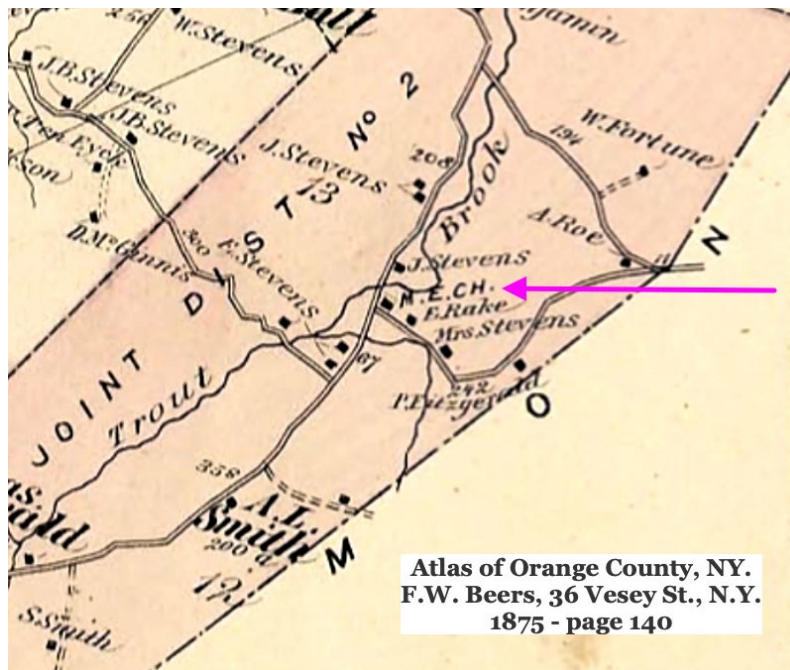 256
W. Stevens
J.B. Stevens
J.B. Stevens
Ten Eyck
D. McGinnis
J. Stevens
13
DIST No 2
208
Brook
194
W. Fortune
A. Roe
11
300
E. Stevens
J. Stevens
M.E.CH.
E. Rake
Mrs. Stevens
67
242
P. Fitzgerald
JOINT
Trout
358
A.L.
Smith
200 a
12
S. Smith
M O N
Atlas of Orange County, NY.
F.W. Beers, 36 Vesey St., N.Y.
1875 - page 140